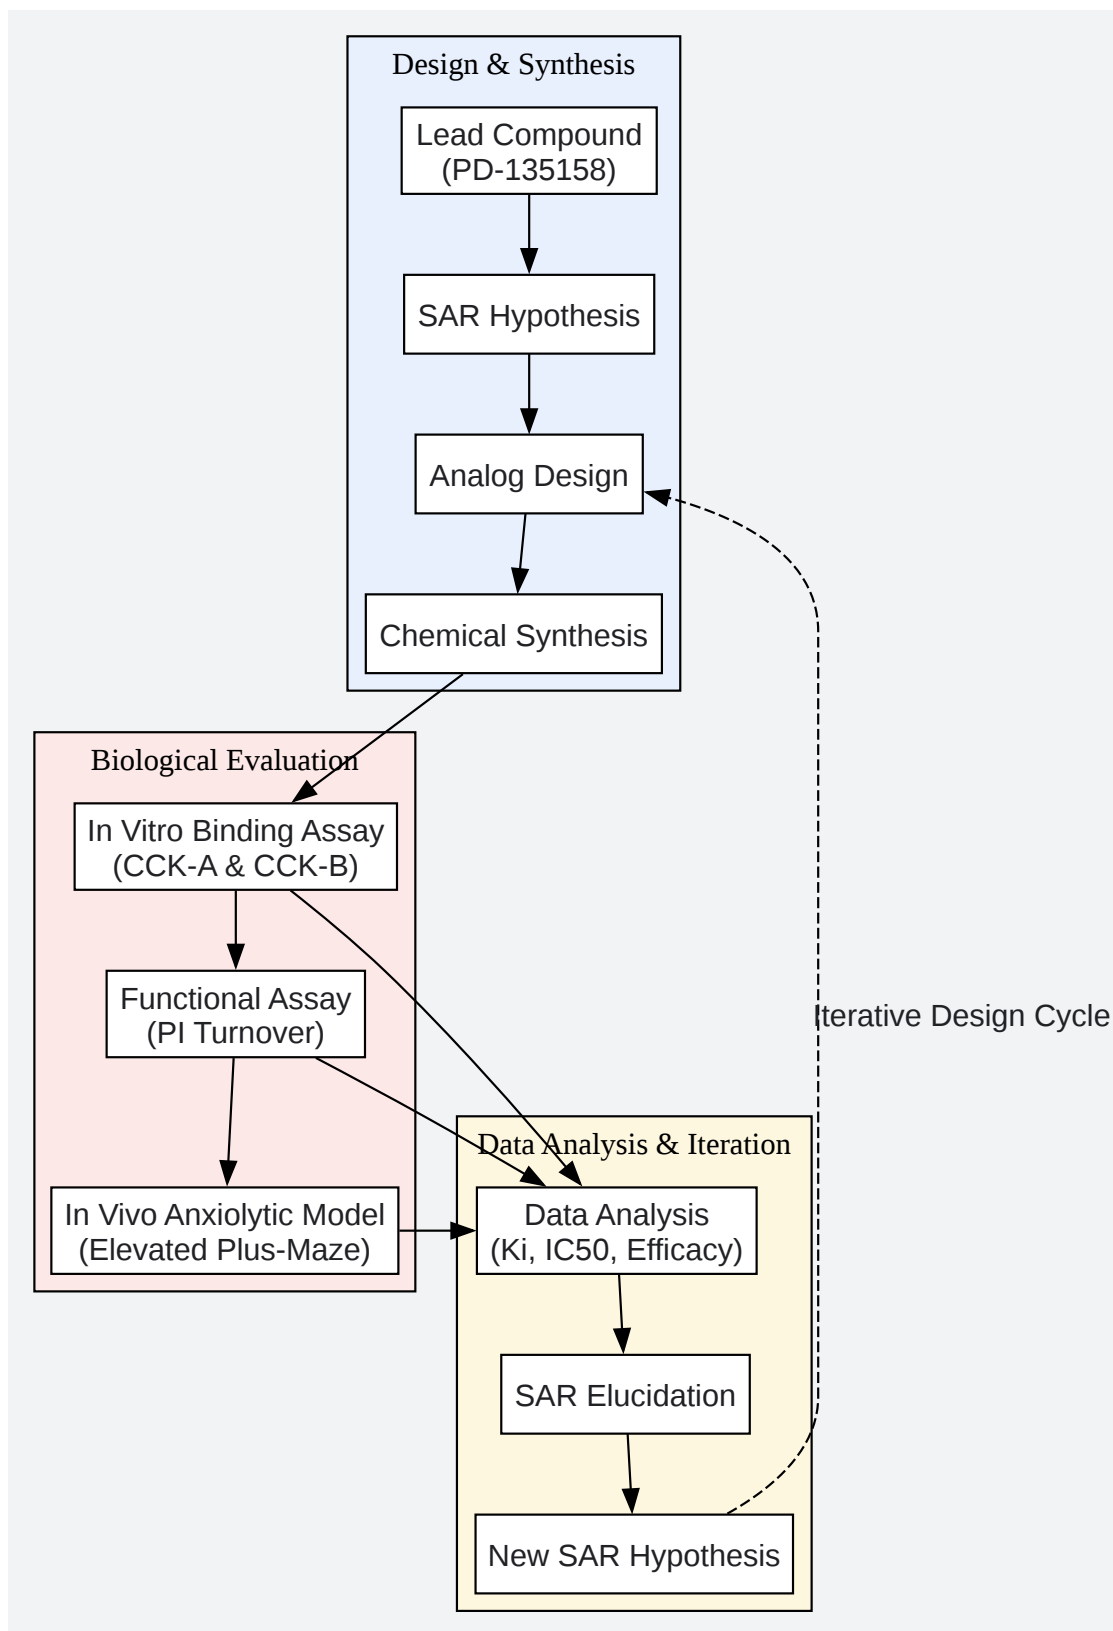 Design & Synthesis
Lead Compound
(PD-135158)
SAR Hypothesis
Analog Design
Chemical Synthesis
Biological Evaluation
In Vitro Binding Assay
(CCK-A & CCK-B)
Functional Assay
(PI Turnover)
Iterative Design Cycle
In Vivo Anxiolytic Model
(Elevated Plus-Maze)
Data Analysis & Iteration
Data Analysis
(Ki, IC50, Efficacy)
SAR Elucidation
New SAR Hypothesis